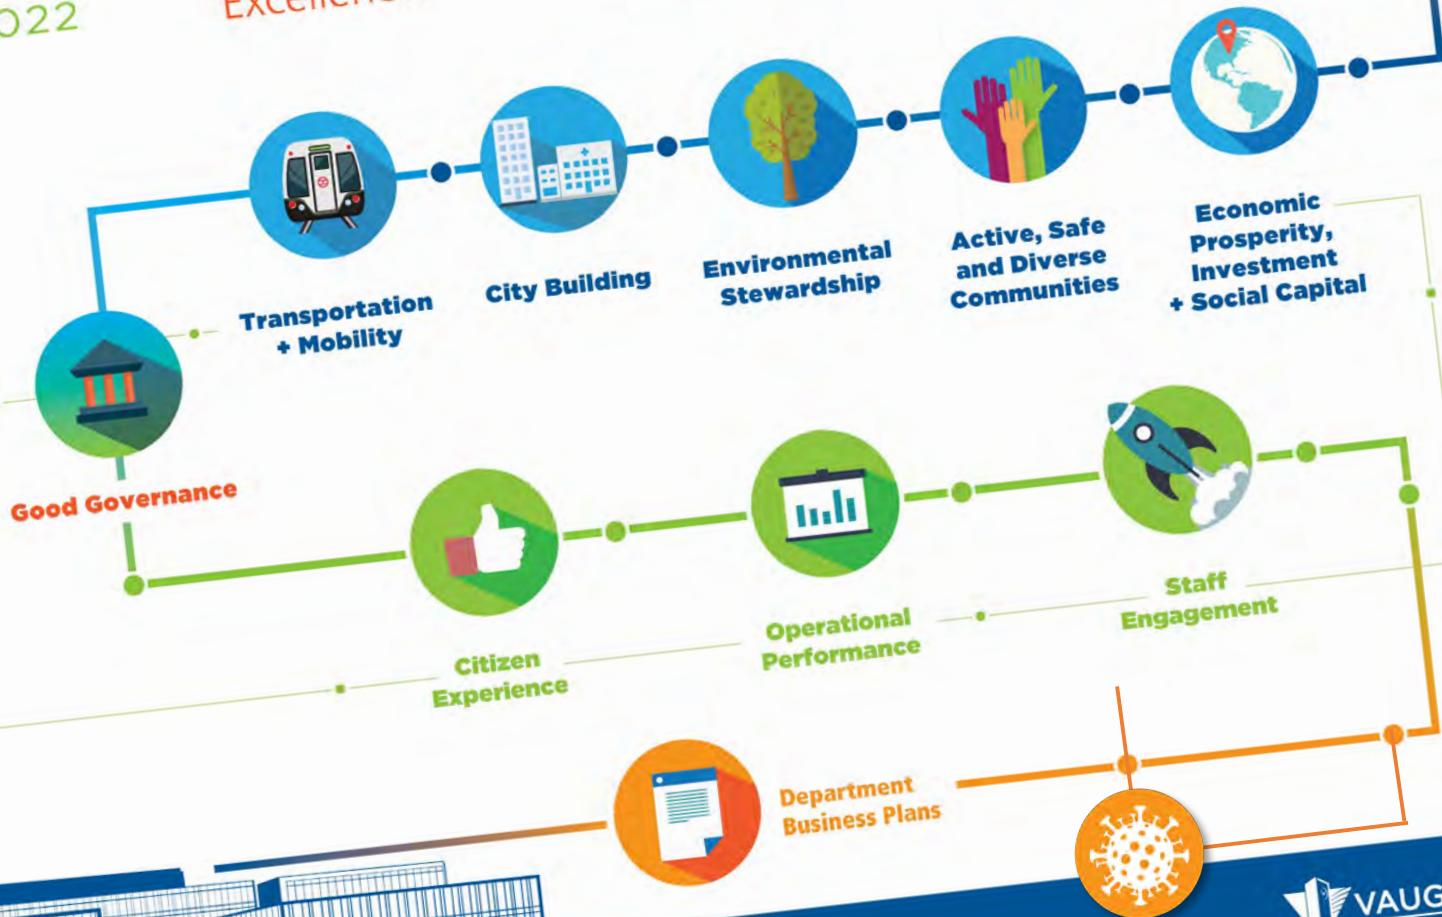 022
Transportation
+ Mobility
City Building
Environmental
Stewardship
Active, Safe
and Diverse
Communities
Economic
Prosperity,
Investment
+ Social Capital
Good Governance
Citizen
Experience
Operational
Performance
Staff
Engagement
Department
Business Plans
VAUG